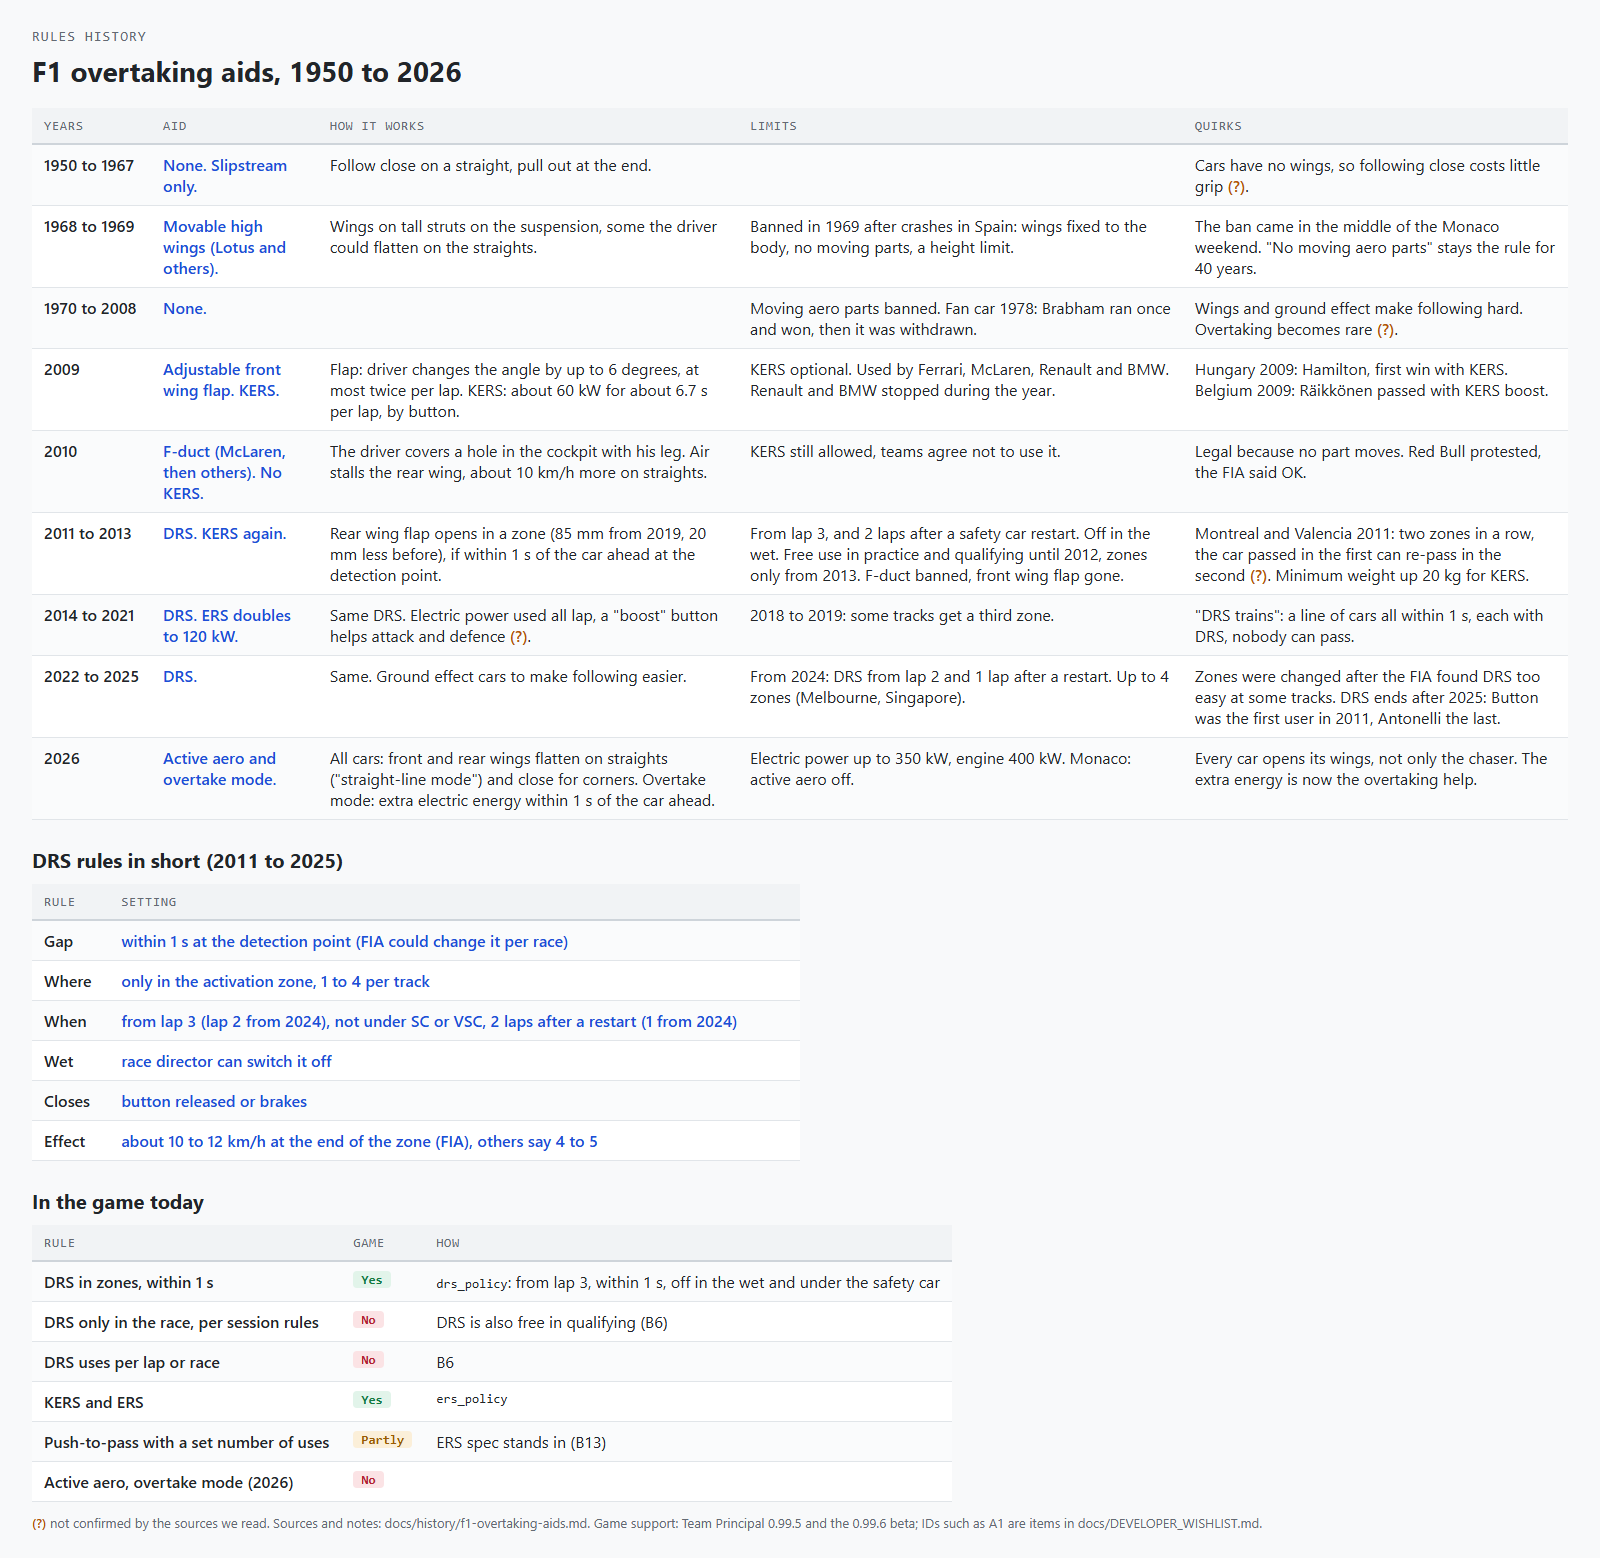 RULES HISTORY
F1 overtaking aids, 1950 to 2026
YEARS AID HOW IT WORKS LIMITS QUIRKS
1950 to 1967 None. Slipstream Follow close on a straight, pull out at the end. Cars have no wings, so following close costs little
only. grip (?).
1968 to 1969 Movable high Wings on tall struts on the suspension, some the driver Banned in 1969 after crashes in Spain: wings fixed to the The ban came in the middle of the Monaco
wings (Lotus and could flatten on the straights. body, no moving parts, a height limit. weekend. "No moving aero parts" stays the rule for
others). 40 years.
1970 to 2008 None. Moving aero parts banned. Fan car 1978: Brabham ran once Wings and ground effect make following hard.
and won, then it was withdrawn. Overtaking becomes rare (?).
2009 Adjustable front Flap: driver changes the angle by up to 6 degrees, at KERS optional. Used by Ferrari, McLaren, Renault and BMW. Hungary 2009: Hamilton, first win with KERS.
wing flap. KERS. most twice per lap. KERS: about 60 kW for about 6.7 s Renault and BMW stopped during the year. Belgium 2009: Räikkönen passed with KERS boost.
per lap, by button.
2010 F-duct (McLaren, The driver covers a hole in the cockpit with his leg. Air KERS still allowed, teams agree not to use it. Legal because no part moves. Red Bull protested,
then others). No stalls the rear wing, about 10 km/h more on straights. the FIA said OK.
KERS.
2011 to 2013 DRS. KERS again. Rear wing flap opens in a zone (85 mm from 2019, 20 From lap 3, and 2 laps after a safety car restart. Off in the Montreal and Valencia 2011: two zones in a row,
mm less before), if within 1 s of the car ahead at the wet. Free use in practice and qualifying until 2012, zones the car passed in the first can re-pass in the
detection point. only from 2013. F-duct banned, front wing flap gone. second (?). Minimum weight up 20 kg for KERS.
2014 to 2021 DRS. ERS doubles Same DRS. Electric power used all lap, a "boost" button 2018 to 2019: some tracks get a third zone. "DRS trains": a line of cars all within 1 s, each with
to 120 kW. helps attack and defence (?). DRS, nobody can pass.
2022 to 2025 DRS. Same. Ground effect cars to make following easier. From 2024: DRS from lap 2 and 1 lap after a restart. Up to 4 Zones were changed after the FIA found DRS too
zones (Melbourne, Singapore). easy at some tracks. DRS ends after 2025: Button
was the first user in 2011, Antonelli the last.
2026 Active aero and All cars: front and rear wings flatten on straights Electric power up to 350 kW, engine 400 kW. Monaco: Every car opens its wings, not only the chaser. The
overtake mode. ("straight-line mode") and close for corners. Overtake active aero off. extra energy is now the overtaking help.
mode: extra electric energy within 1 s of the car ahead.
DRS rules in short (2011 to 2025)
RULE SETTING
Gap within 1 s at the detection point (FIA could change it per race)
Where only in the activation zone, 1 to 4 per track
When from lap 3 (lap 2 from 2024), not under SC or VSC, 2 laps after a restart (1 from 2024)
Wet race director can switch it off
Closes button released or brakes
Effect about 10 to 12 km/h at the end of the zone (FIA), others say 4 to 5
In the game today
RULE GAME HOW
DRS in zones, within 1 s Yes drs_policy: from lap 3, within 1 s, off in the wet and under the safety car
DRS only in the race, per session rules No DRS is also free in qualifying (B6)
DRS uses per lap or race No B6
KERS and ERS Yes ers_policy
Push-to-pass with a set number of uses Partly ERS spec stands in (B13)
Active aero, overtake mode (2026) No
(?) not confirmed by the sources we read. Sources and notes: docs/history/f1-overtaking-aids.md. Game support: Team Principal 0.99.5 and the 0.99.6 beta; IDs such as A1 are items in docs/DEVELOPER_WISHLIST.md.